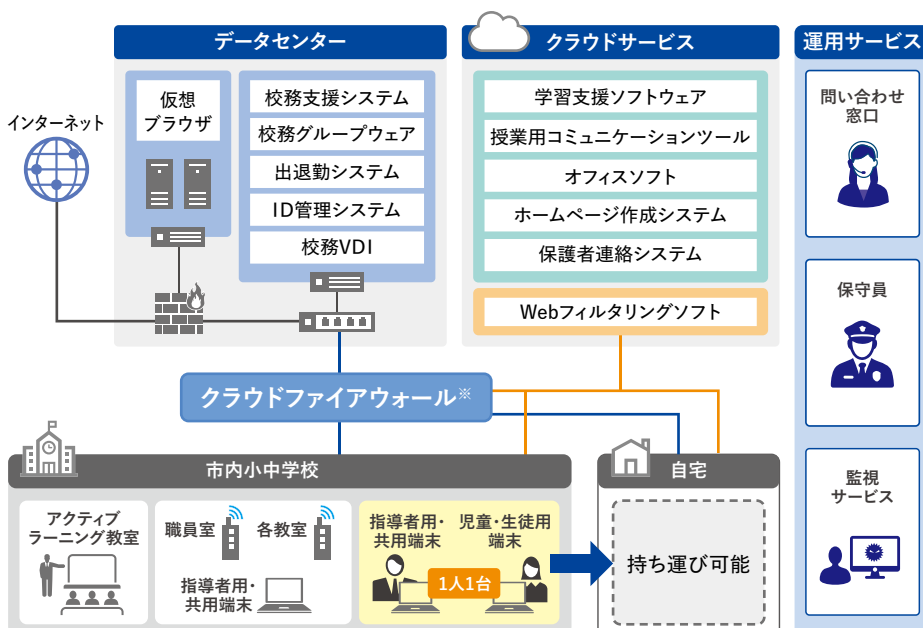 データセンター
クラウドサービス
運用サービス
インターネット
仮想
ブラウザ
校務支援システム
校務グループウェア
出退勤システム
ID管理システム
校務VDI
学習支援ソフトウェア
授業用コミュニケーションツール
オフィスソフト
ホームページ作成システム
保護者連絡システム
Webフィルタリングソフト
問い合わせ
窓口
保守員
監視
サービス
クラウドファイアウォール※
市内小中学校
アクティブ
ラーニング教室
職員室
各教室
指導者用・
共用端末
指導者用・
共用端末
児童・生徒用
端末
1人1台
自宅
持ち運び可能